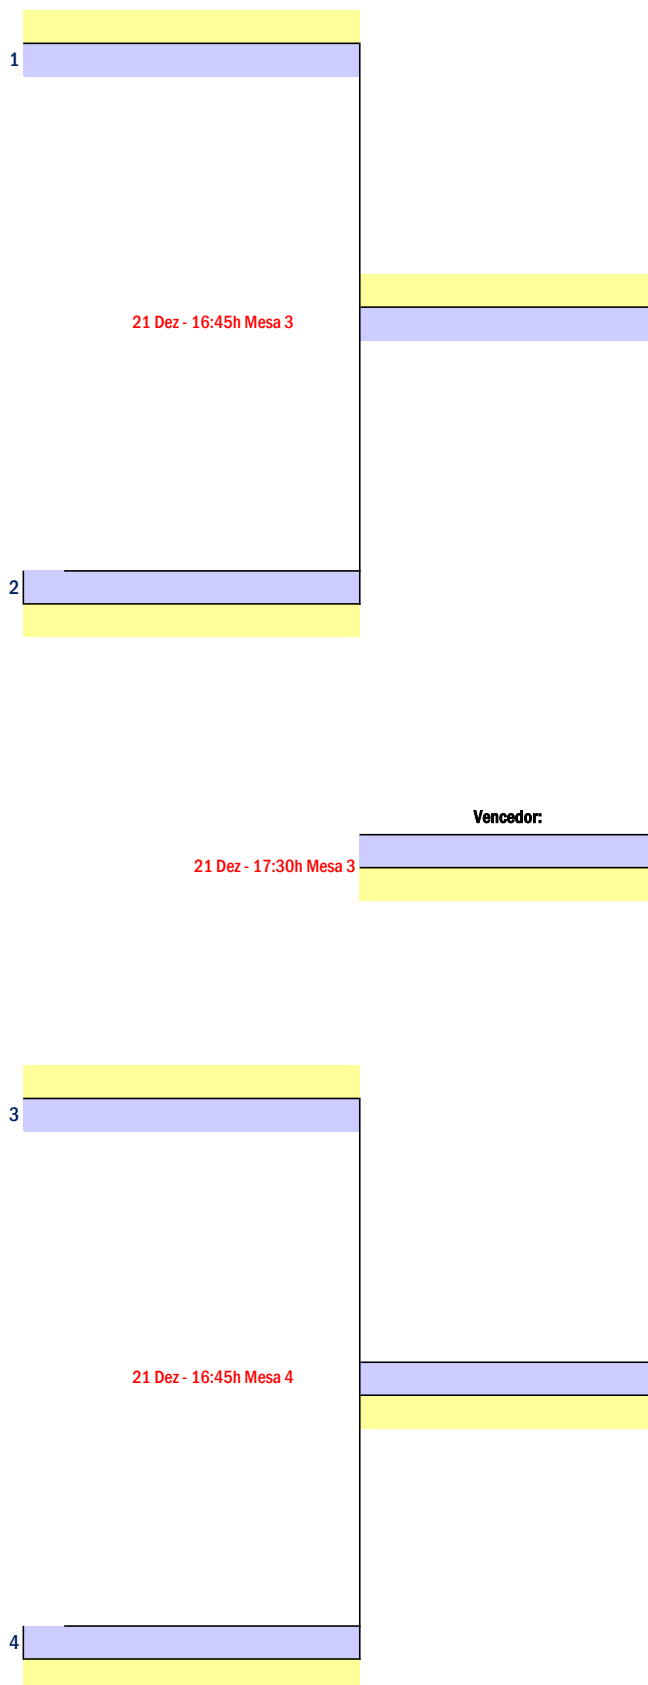 1
21 Dez - 16:45h Mesa 3
2
Vencedor:
21 Dez - 17:30h Mesa 3
3
21 Dez - 16:45h Mesa 4
4